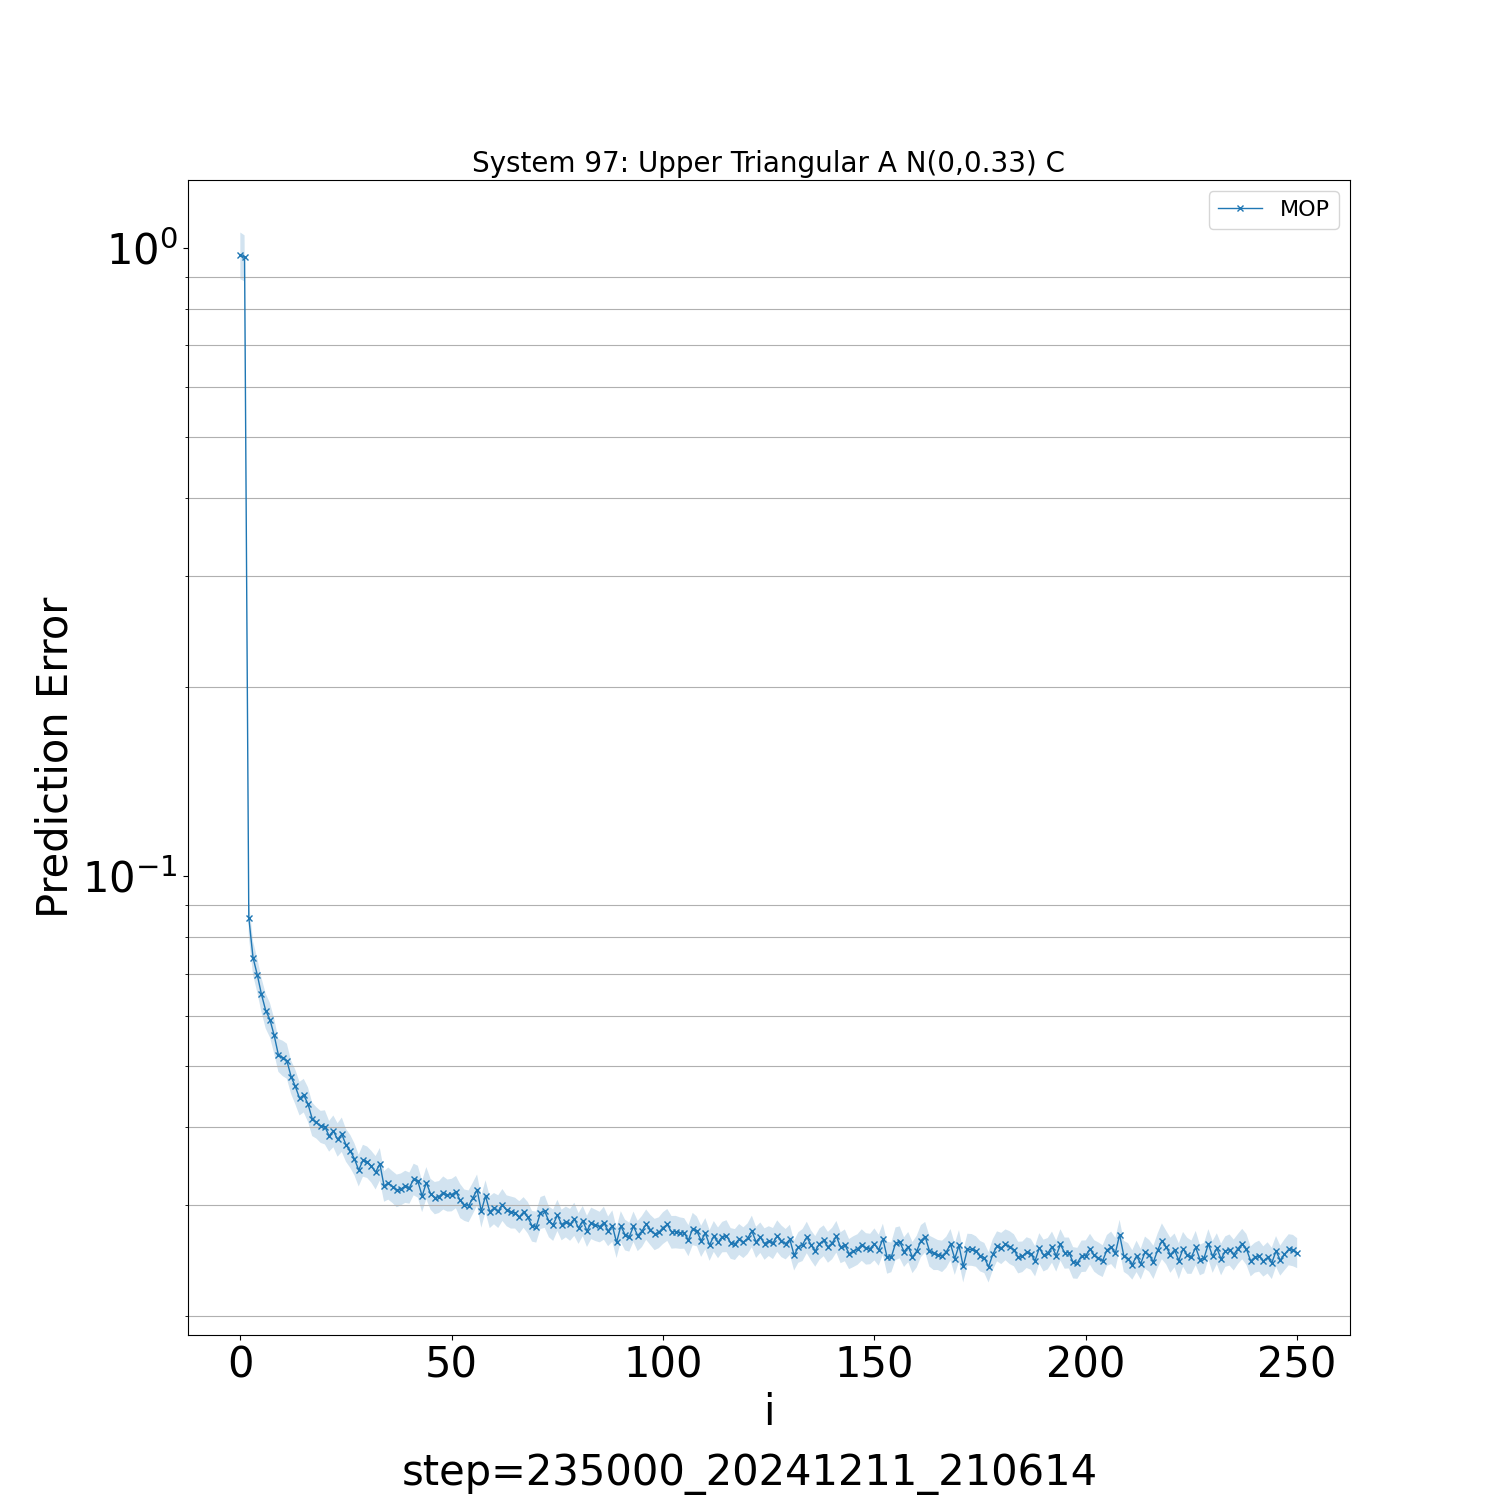 System 97: Upper Triangular A N(0,0.33) C
MOP
10⁰
10⁻¹
Prediction Error
0 50 100 150 200 250
i
step=235000_20241211_210614